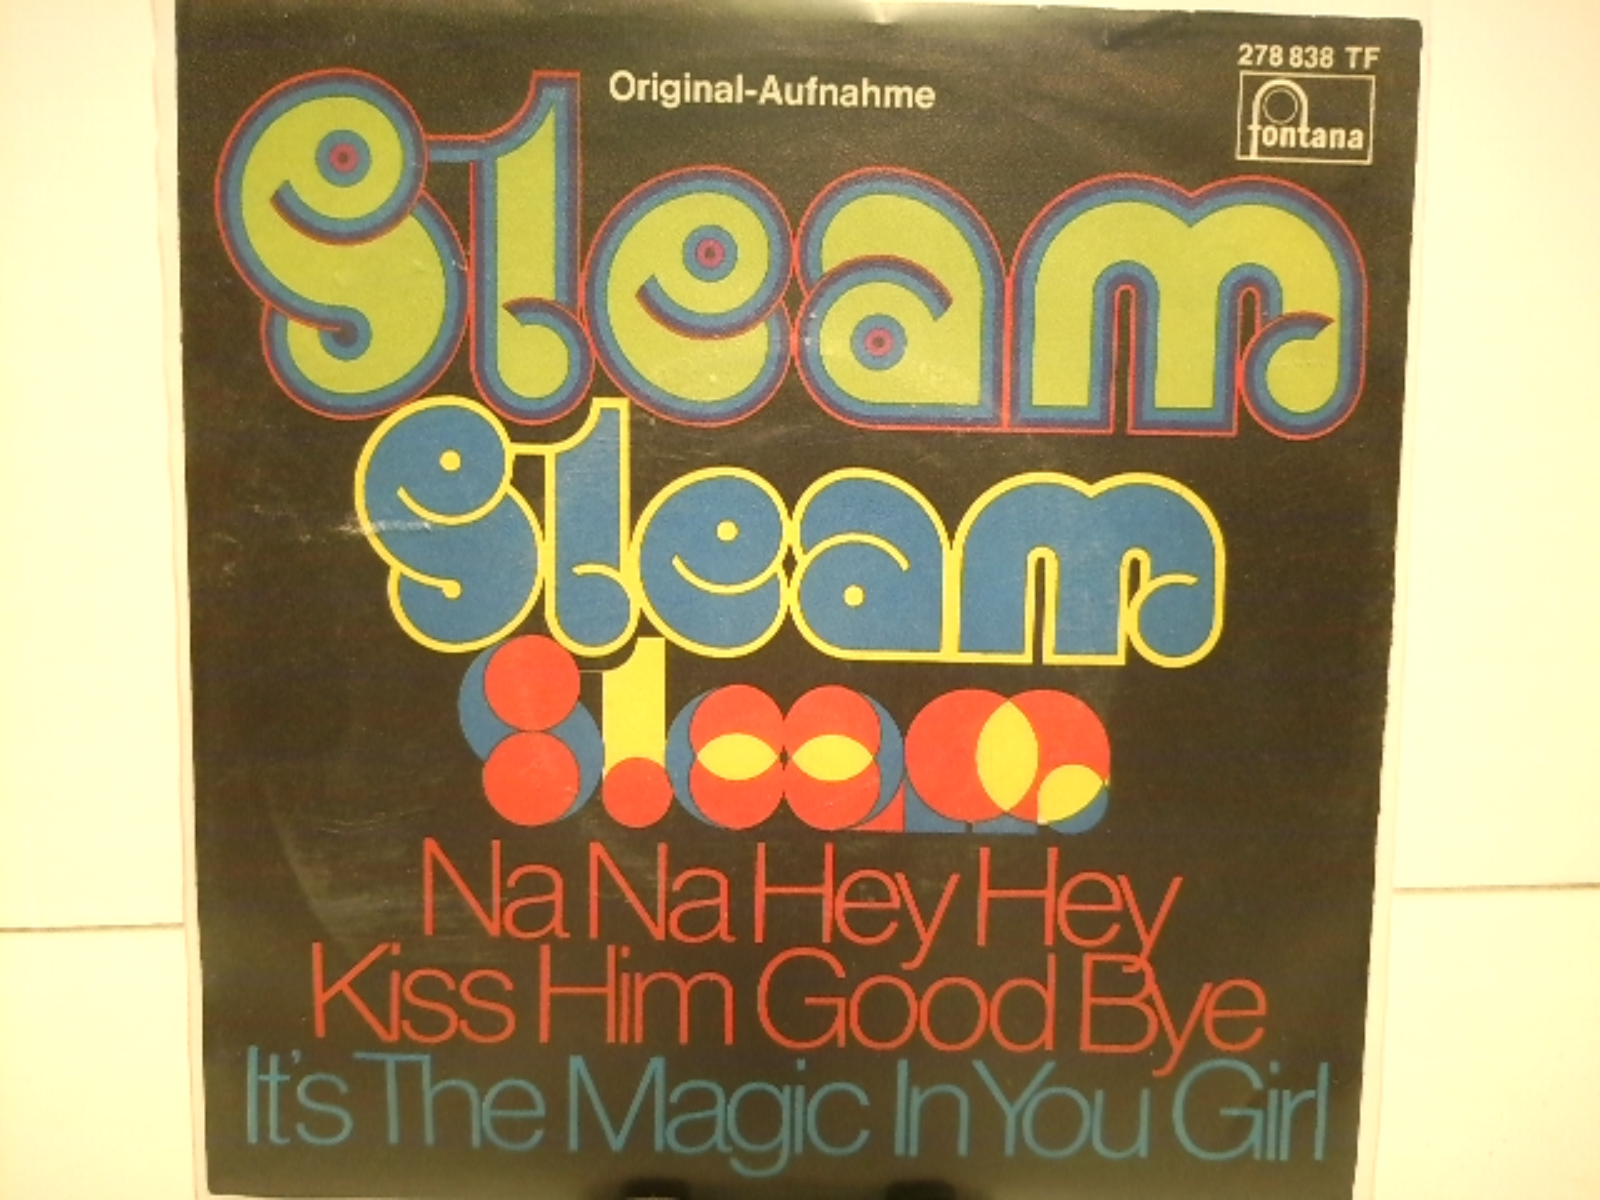 278 838 TF
Original-Aufnahme
fontana
Steam
Steam
Steam
Na Na Hey Hey
Kiss Him Good Bye
It's The Magic In You Girl